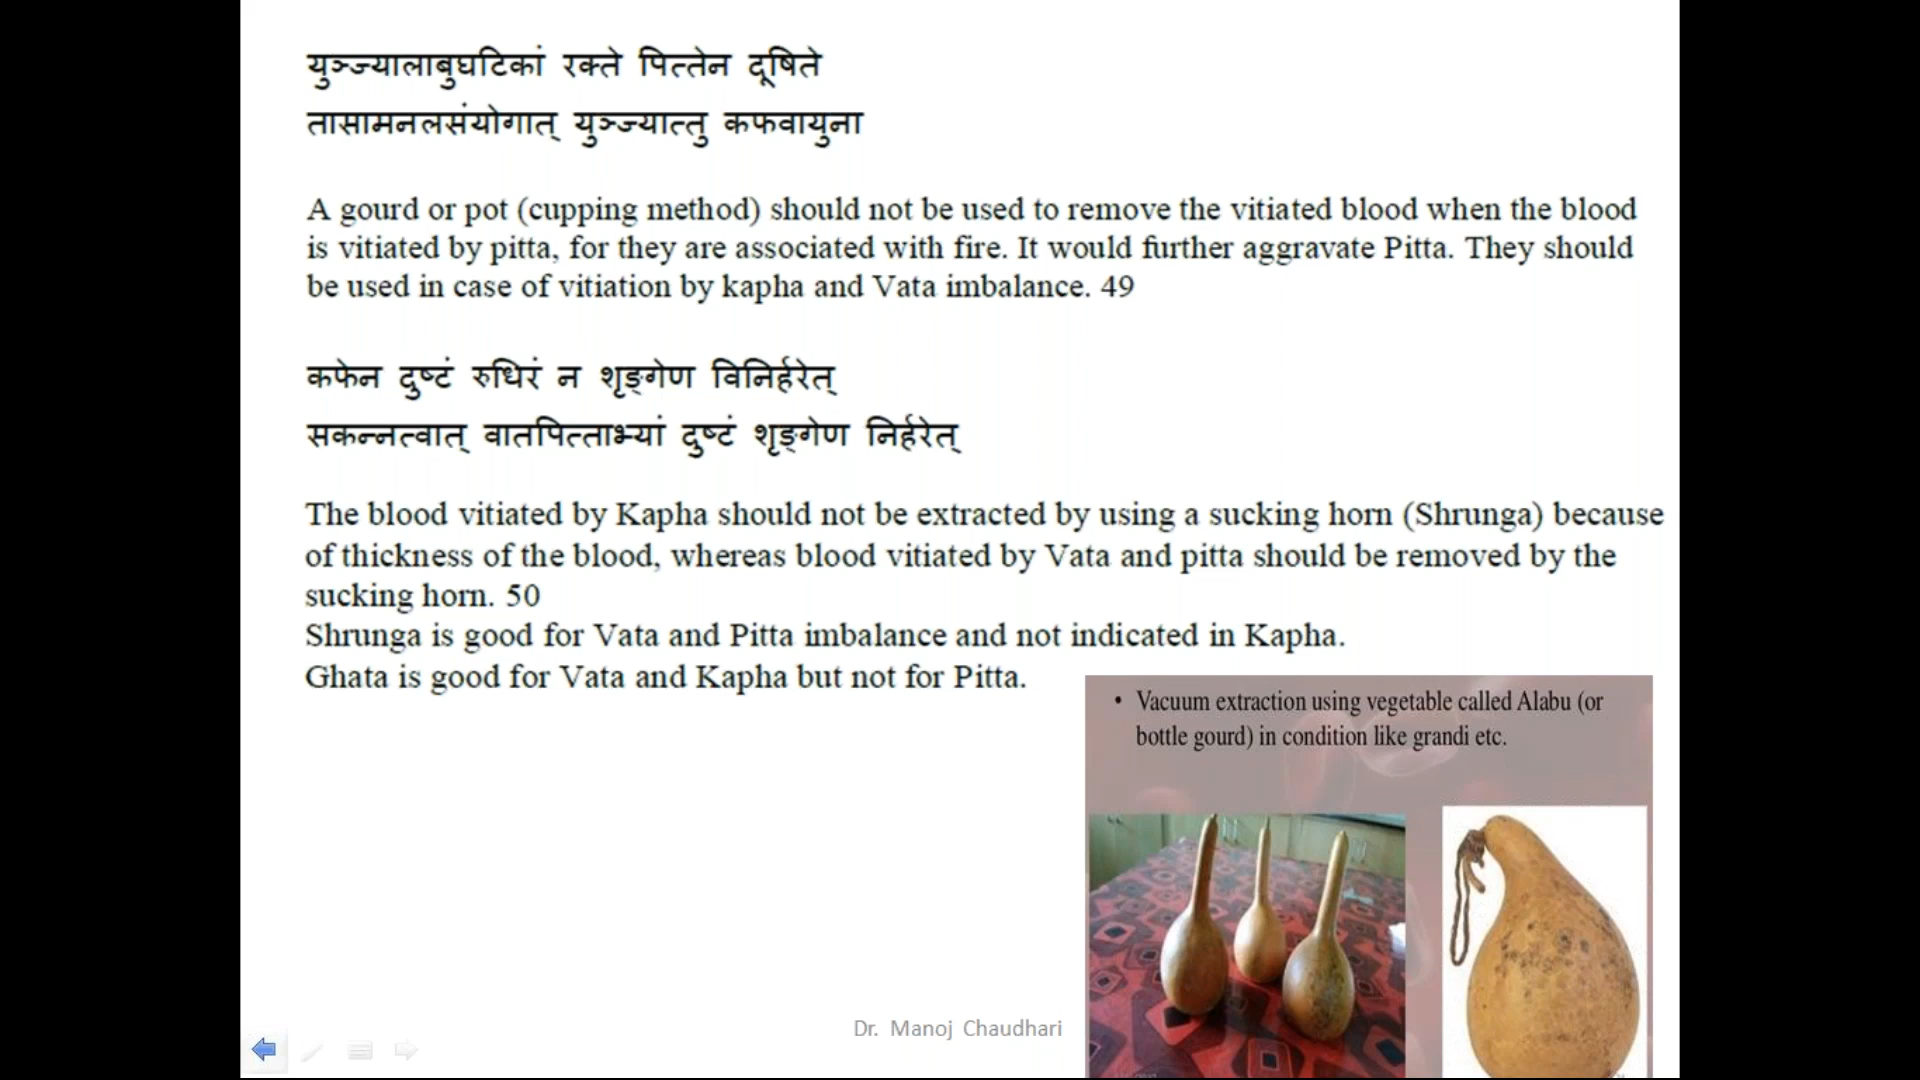 युञ्ज्यालाबुघटिकां रक्ते पित्तेन दूषिते
तासामनलसंयोगात् युञ्ज्यात्तु कफवायुना
A gourd or pot (cupping method) should not be used to remove the vitiated blood when the blood
is vitiated by pitta, for they are associated with fire. It would further aggravate Pitta. They should
be used in case of vitiation by kapha and Vata imbalance. 49
कफेन दुष्टं रुधिरं न शृङ्गेण विनिर्हरेत्
सकन्नत्वात् वातपित्ताभ्यां दुष्टं शृङ्गेण निर्हरेत्
The blood vitiated by Kapha should not be extracted by using a sucking horn (Shrunga) because
of thickness of the blood, whereas blood vitiated by Vata and pitta should be removed by the
sucking horn. 50
Shrunga is good for Vata and Pitta imbalance and not indicated in Kapha.
Ghata is good for Vata and Kapha but not for Pitta.
• Vacuum extraction using vegetable called Alabu (or
bottle gourd) in condition like grandi etc.
Dr. Manoj Chaudhari